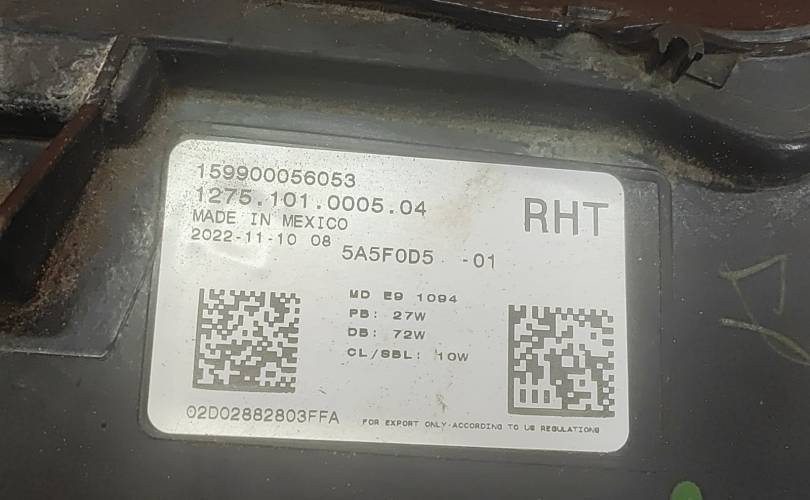 159900056053
1275.101.0005.04
RHT
MADE IN MEXICO
2022-11-10 08
5A5F0D5 -01
MD E9 1094
PB: 27W
DB: 72W
CL/SBL: 10W
02D02882803FFA
FOR EXPORT ONLY-ACCORDING TO US REGULATIONS